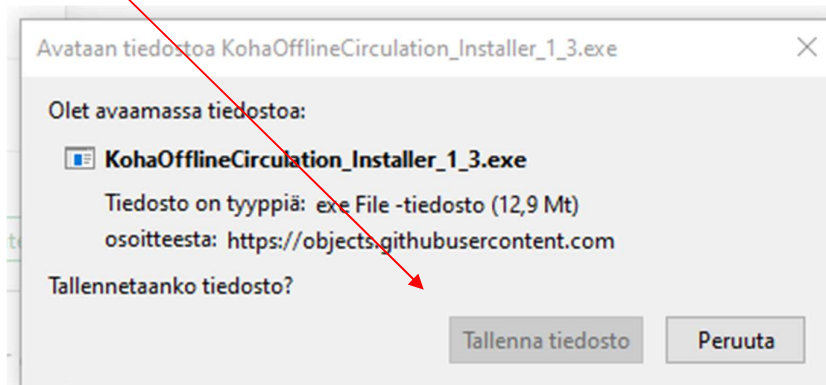 Avataan tiedostoa KohaOfflineCirculation_Installer_1_3.exe
Olet avaamassa tiedostoa:
KohaOfflineCirculation_Installer_1_3.exe
Tiedosto on tyyppiä: exe File -tiedosto (12,9 Mt)
osoitteesta: https://objects.githubusercontent.com
Tallennetaanko tiedosto?
Tallenna tiedosto Peruuta